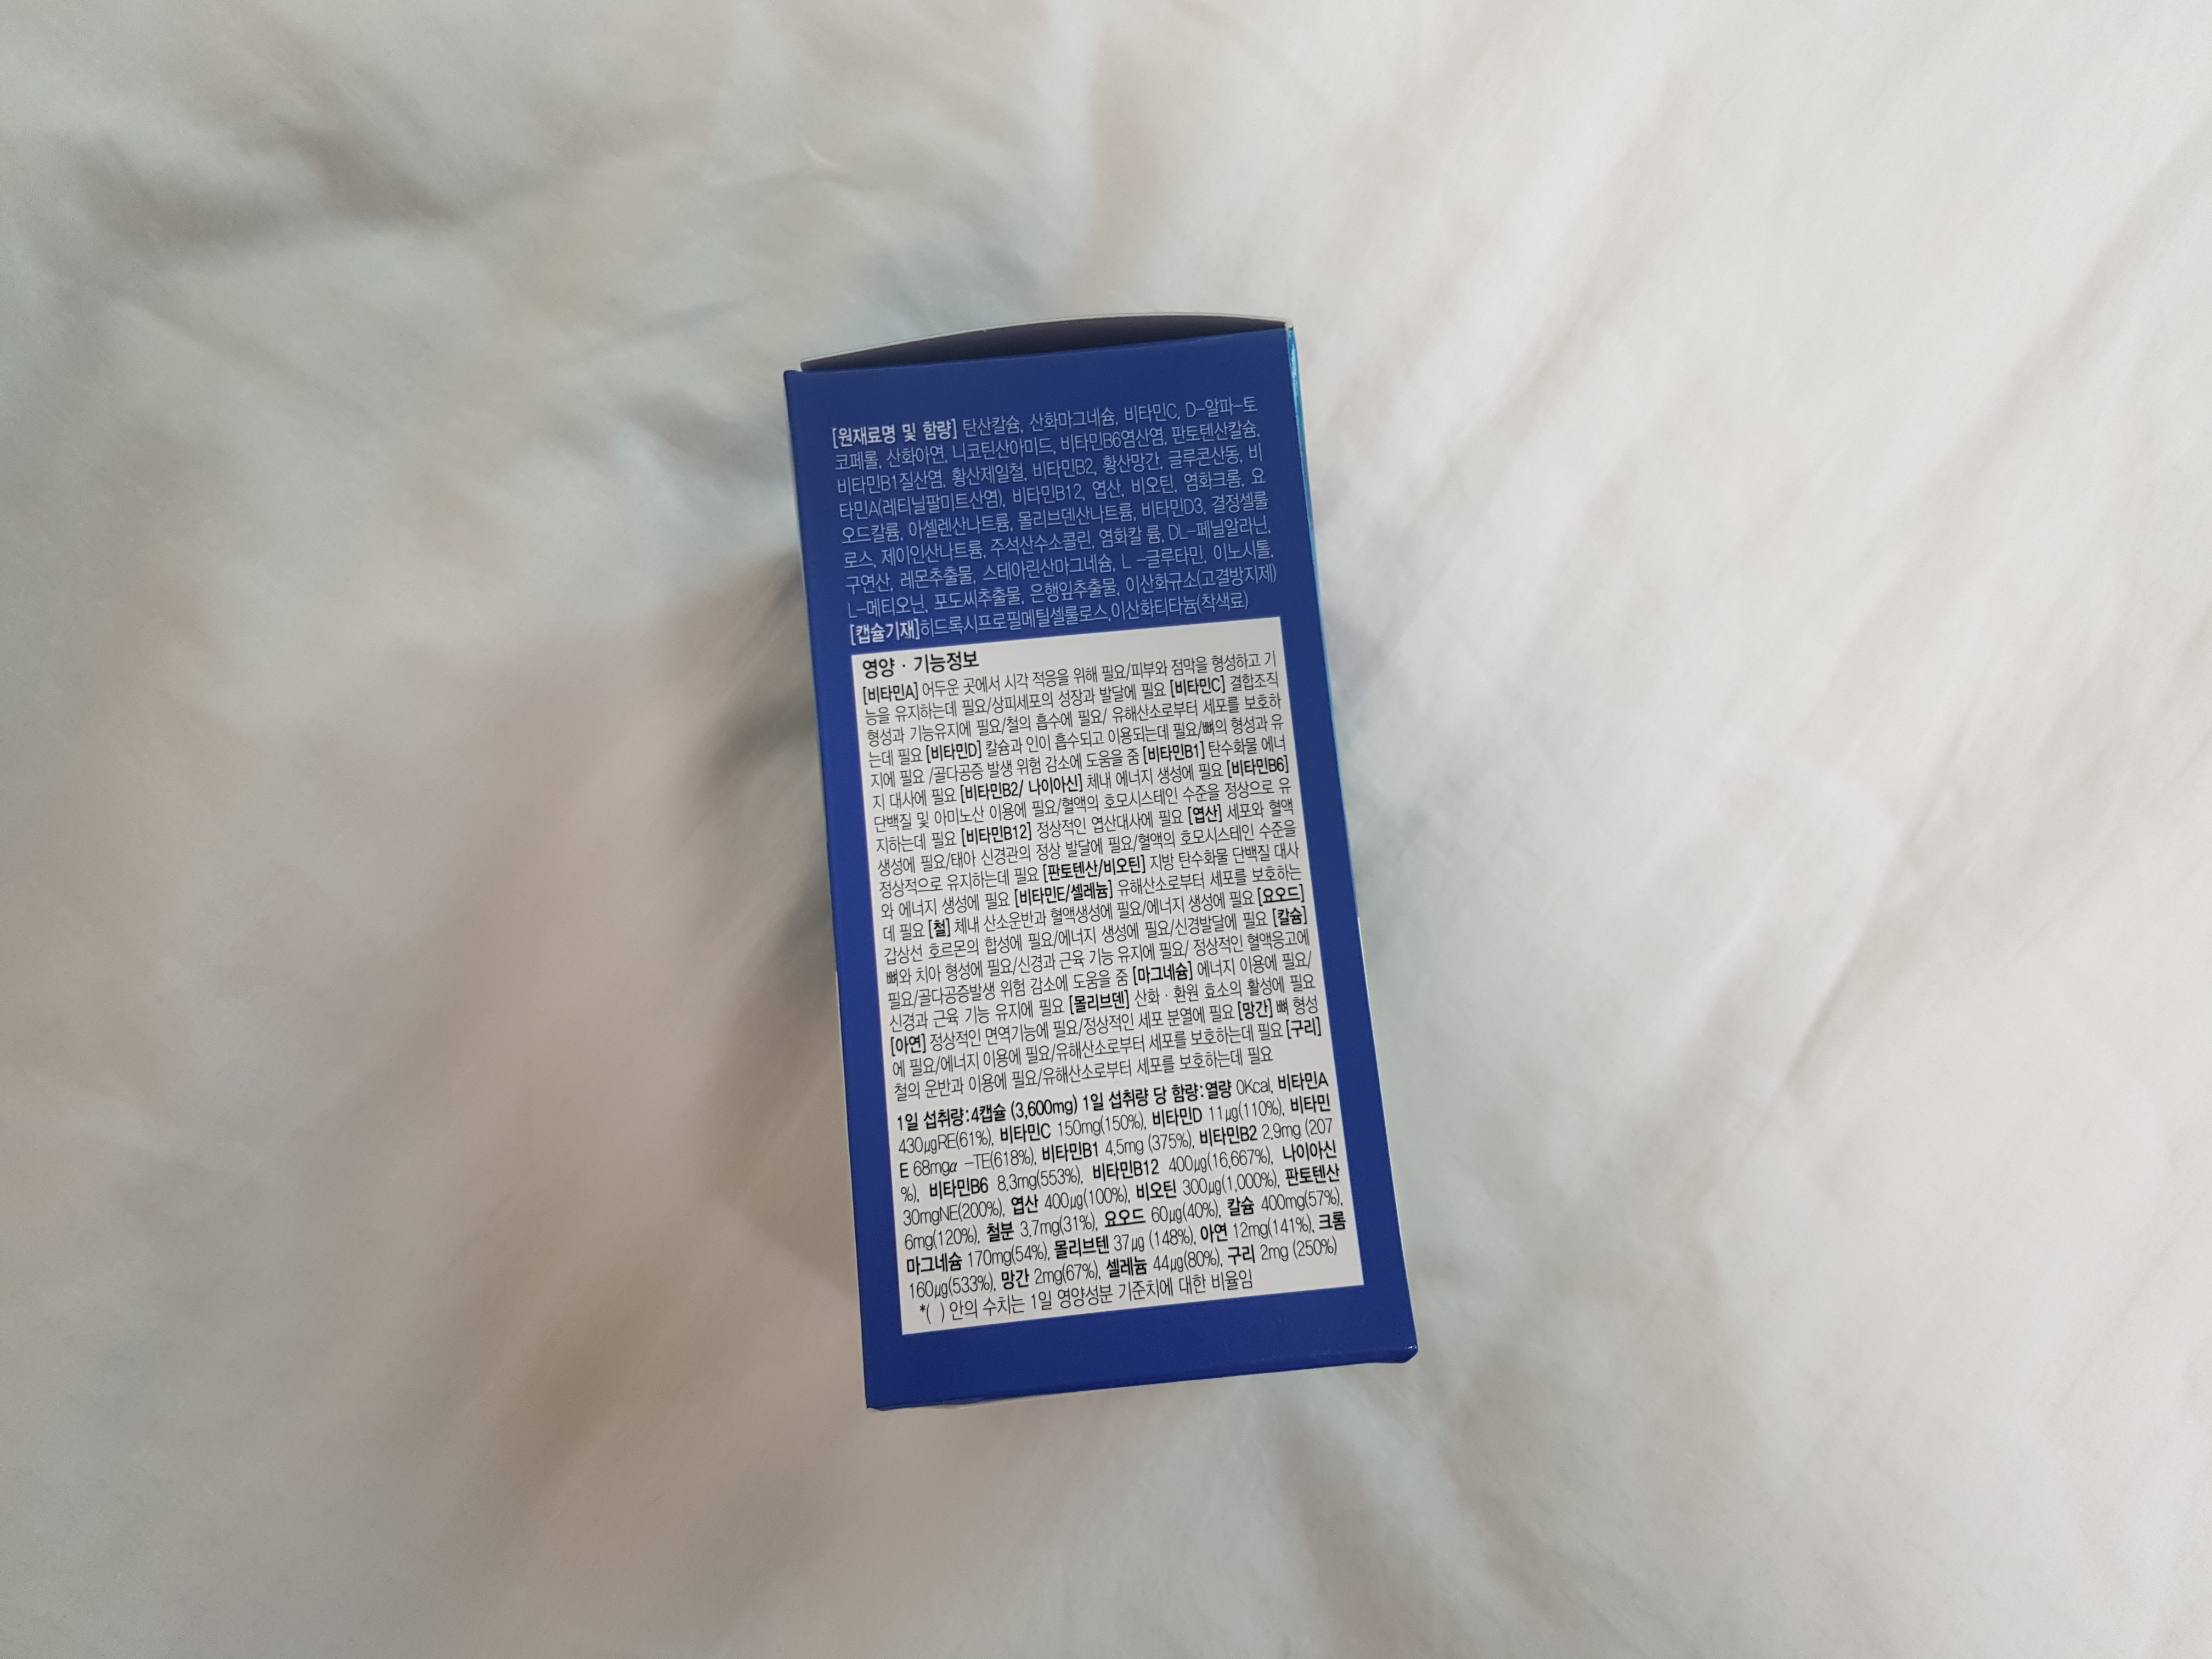 [원재료명 및 함량] 탄산칼슘, 산화마그네슘, 비타민C, D-알파-토
코페롤, 산화아연, 니코틴산아미드, 비타민B6염산염, 판토텐산칼슘,
비타민B1질산염, 황산제일철, 비타민B2, 황산망간, 글루콘산동, 비
타민A(레티닐팔미트산염), 비타민B12, 엽산, 비오틴, 염화크롬, 요
오드칼륨, 아셀렌산나트륨, 몰리브덴산나트륨, 비타민D3, 결정셀룰
로스, 제이인산나트륨, 주석산수소콜린, 염화칼 륨, DL-페닐알라닌,
구연산, 레몬추출물, 스테아린산마그네슘, L -글루타민, 이노시톨,
L-메티오닌, 포도씨추출물, 은행잎추출물, 이산화규소(고결방지제)
[캡슐기재]히드록시프로필메틸셀룰로스,이산화티타늄(착색료)
영양 · 기능정보
[비타민A] 어두운 곳에서 시각 적응을 위해 필요/피부와 점막을 형성하고 기
능을 유지하는데 필요/상피세포의 성장과 발달에 필요 [비타민C] 결합조직
형성과 기능유지에 필요/철의 흡수에 필요/ 유해산소로부터 세포를 보호하
는데 필요 [비타민D] 칼슘과 인이 흡수되고 이용되는데 필요/뼈의 형성과 유
지에 필요 /골다공증 발생 위험 감소에 도움을 줌 [비타민B1] 탄수화물 에너
지 대사에 필요 [비타민B2/ 나이아신] 체내 에너지 생성에 필요 [비타민B6]
단백질 및 아미노산 이용에 필요/혈액의 호모시스테인 수준을 정상으로 유
지하는데 필요 [비타민B12] 정상적인 엽산대사에 필요 [엽산] 세포와 혈액
생성에 필요/태아 신경관의 정상 발달에 필요/혈액의 호모시스테인 수준을
정상적으로 유지하는데 필요 [판토텐산/비오틴] 지방 탄수화물 단백질 대사
와 에너지 생성에 필요 [비타민E/셀레늄] 유해산소로부터 세포를 보호하는
데 필요 [철] 체내 산소운반과 혈액생성에 필요/에너지 생성에 필요 [요오드]
갑상선 호르몬의 합성에 필요/에너지 생성에 필요/신경발달에 필요 [칼슘]
뼈와 치아 형성에 필요/신경과 근육 기능 유지에 필요/ 정상적인 혈액응고에
필요/골다공증발생 위험 감소에 도움을 줌 [마그네슘] 에너지 이용에 필요/
신경과 근육 기능 유지에 필요 [몰리브덴] 산화 · 환원 효소의 활성에 필요
[아연] 정상적인 면역기능에 필요/정상적인 세포 분열에 필요 [망간] 뼈 형성
에 필요/에너지 이용에 필요/유해산소로부터 세포를 보호하는데 필요 [구리]
철의 운반과 이용에 필요/유해산소로부터 세포를 보호하는데 필요
1일 섭취량:4캡슐 (3,600mg) 1일 섭취량 당 함량:열량 0Kcal, 비타민A
430μgRE(61%), 비타민C 150mg(150%), 비타민D 11μg(110%), 비타민
E 68mgα -TE(618%), 비타민B1 4.5mg (375%), 비타민B2 2.9mg (207
%), 비타민B6 8.3mg(553%), 비타민B12 400μg(16,667%), 나이아신
30mgNE(200%), 엽산 400μg(100%), 비오틴 300μg(1,000%), 판토텐산
6mg(120%), 철분 3.7mg(31%), 요오드 60μg(40%), 칼슘 400mg(57%),
마그네슘 170mg(54%), 몰리브텐 37μg (148%), 아연 12mg(141%), 크롬
160μg(533%), 망간 2mg(67%), 셀레늄 44μg(80%), 구리 2mg (250%)
*( ) 안의 수치는 1일 영양성분 기준치에 대한 비율임